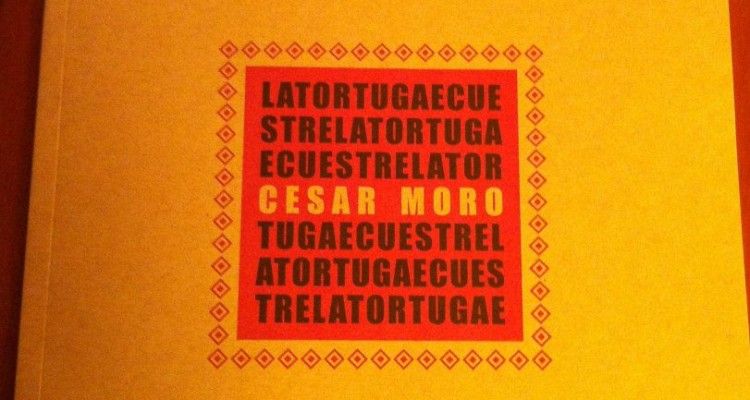 LATORTUGAECUE
STRELATORTUGA
ECUESTRELATOR
CESAR MORO
TUGAECUESTREL
ATORTUGAECUES
TRELATORTUGAE